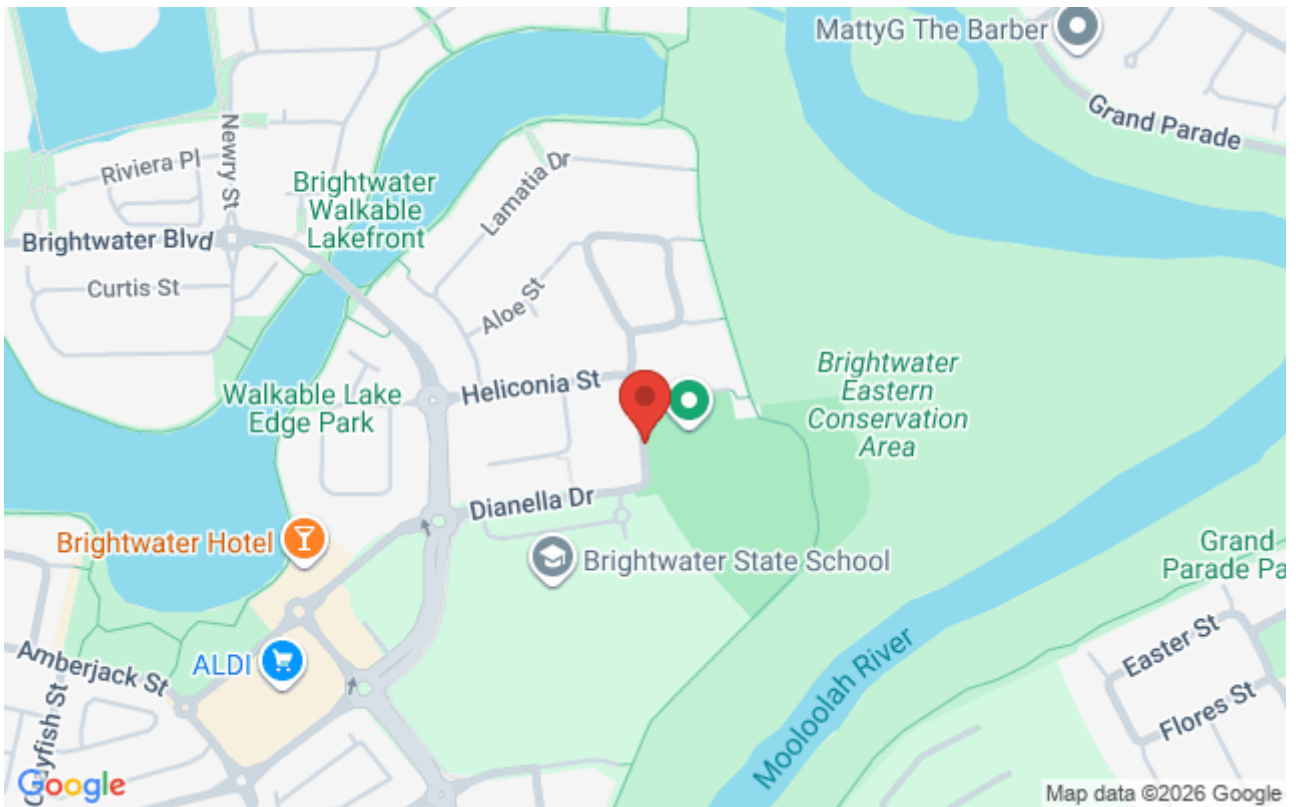 MattyG The Barber
Grand Parade
Newry St
Riviera Pl
Lamatia Dr
Brightwater
Walkable
Lakefront
Brightwater Blvd
Curtis St
Aloe St
Heliconia St
Walkable Lake
Edge Park
Brightwater
Eastern
Conservation
Area
Dianella Dr
Brightwater Hotel
Brightwater State School
Grand
Parade Pa
Easter St
Flores St
Mooloolah River
ALDI
Amberjack St
yfish St
Google
Map data ©2026 Google